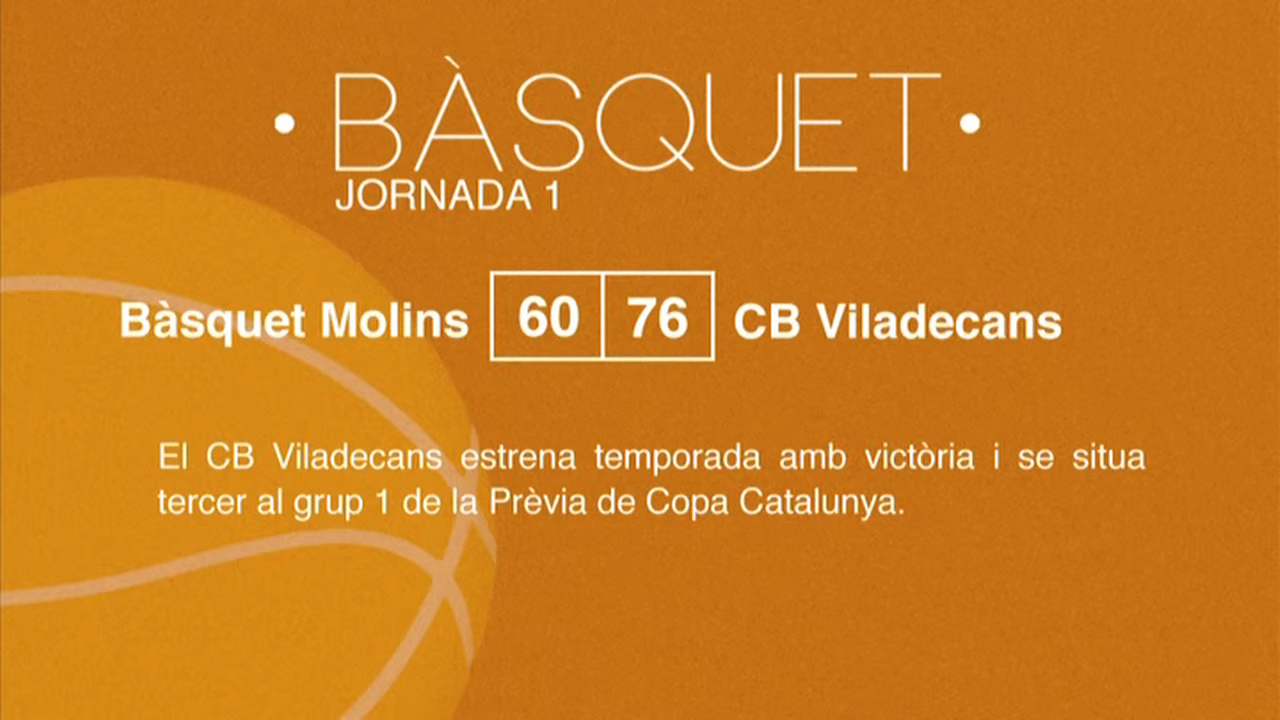 • BÀSQUET •
JORNADA 1
Bàsquet Molins 60 76 CB Viladecans
El CB Viladecans estrena temporada amb victòria i se situa
tercer al grup 1 de la Prèvia de Copa Catalunya.